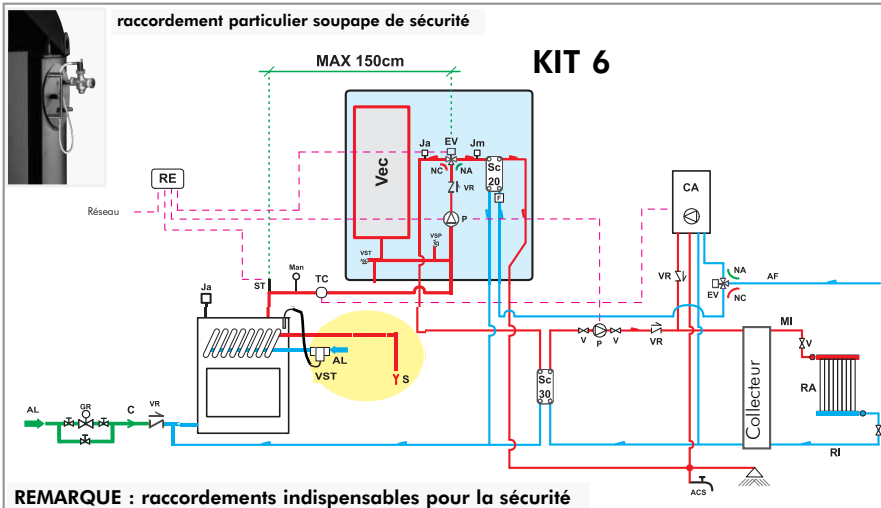 raccordement particulier soupape de sécurité
KIT 6
MAX 150cm
Ja
EV
Jm
NC
NA
Sc
20
F
VR
Vec
P
VSP
VST
RE
Réseau
CA
ST
Man
TC
Ja
VR
NA
EV
NC
AF
AL
VST
S
V
P
V
VR
MI
V
RA
Collecteur
Sc
30
AL
GR
C
VR
RI
ACS
REMARQUE : raccordements indispensables pour la sécurité